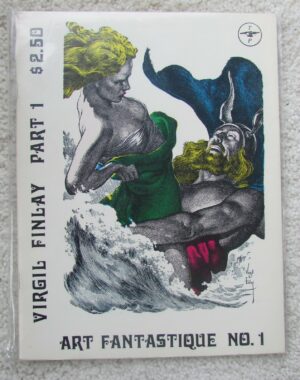 VIRGIL FINLAY PART 1 $2.50
ART FANTASTIQUE NO. 1